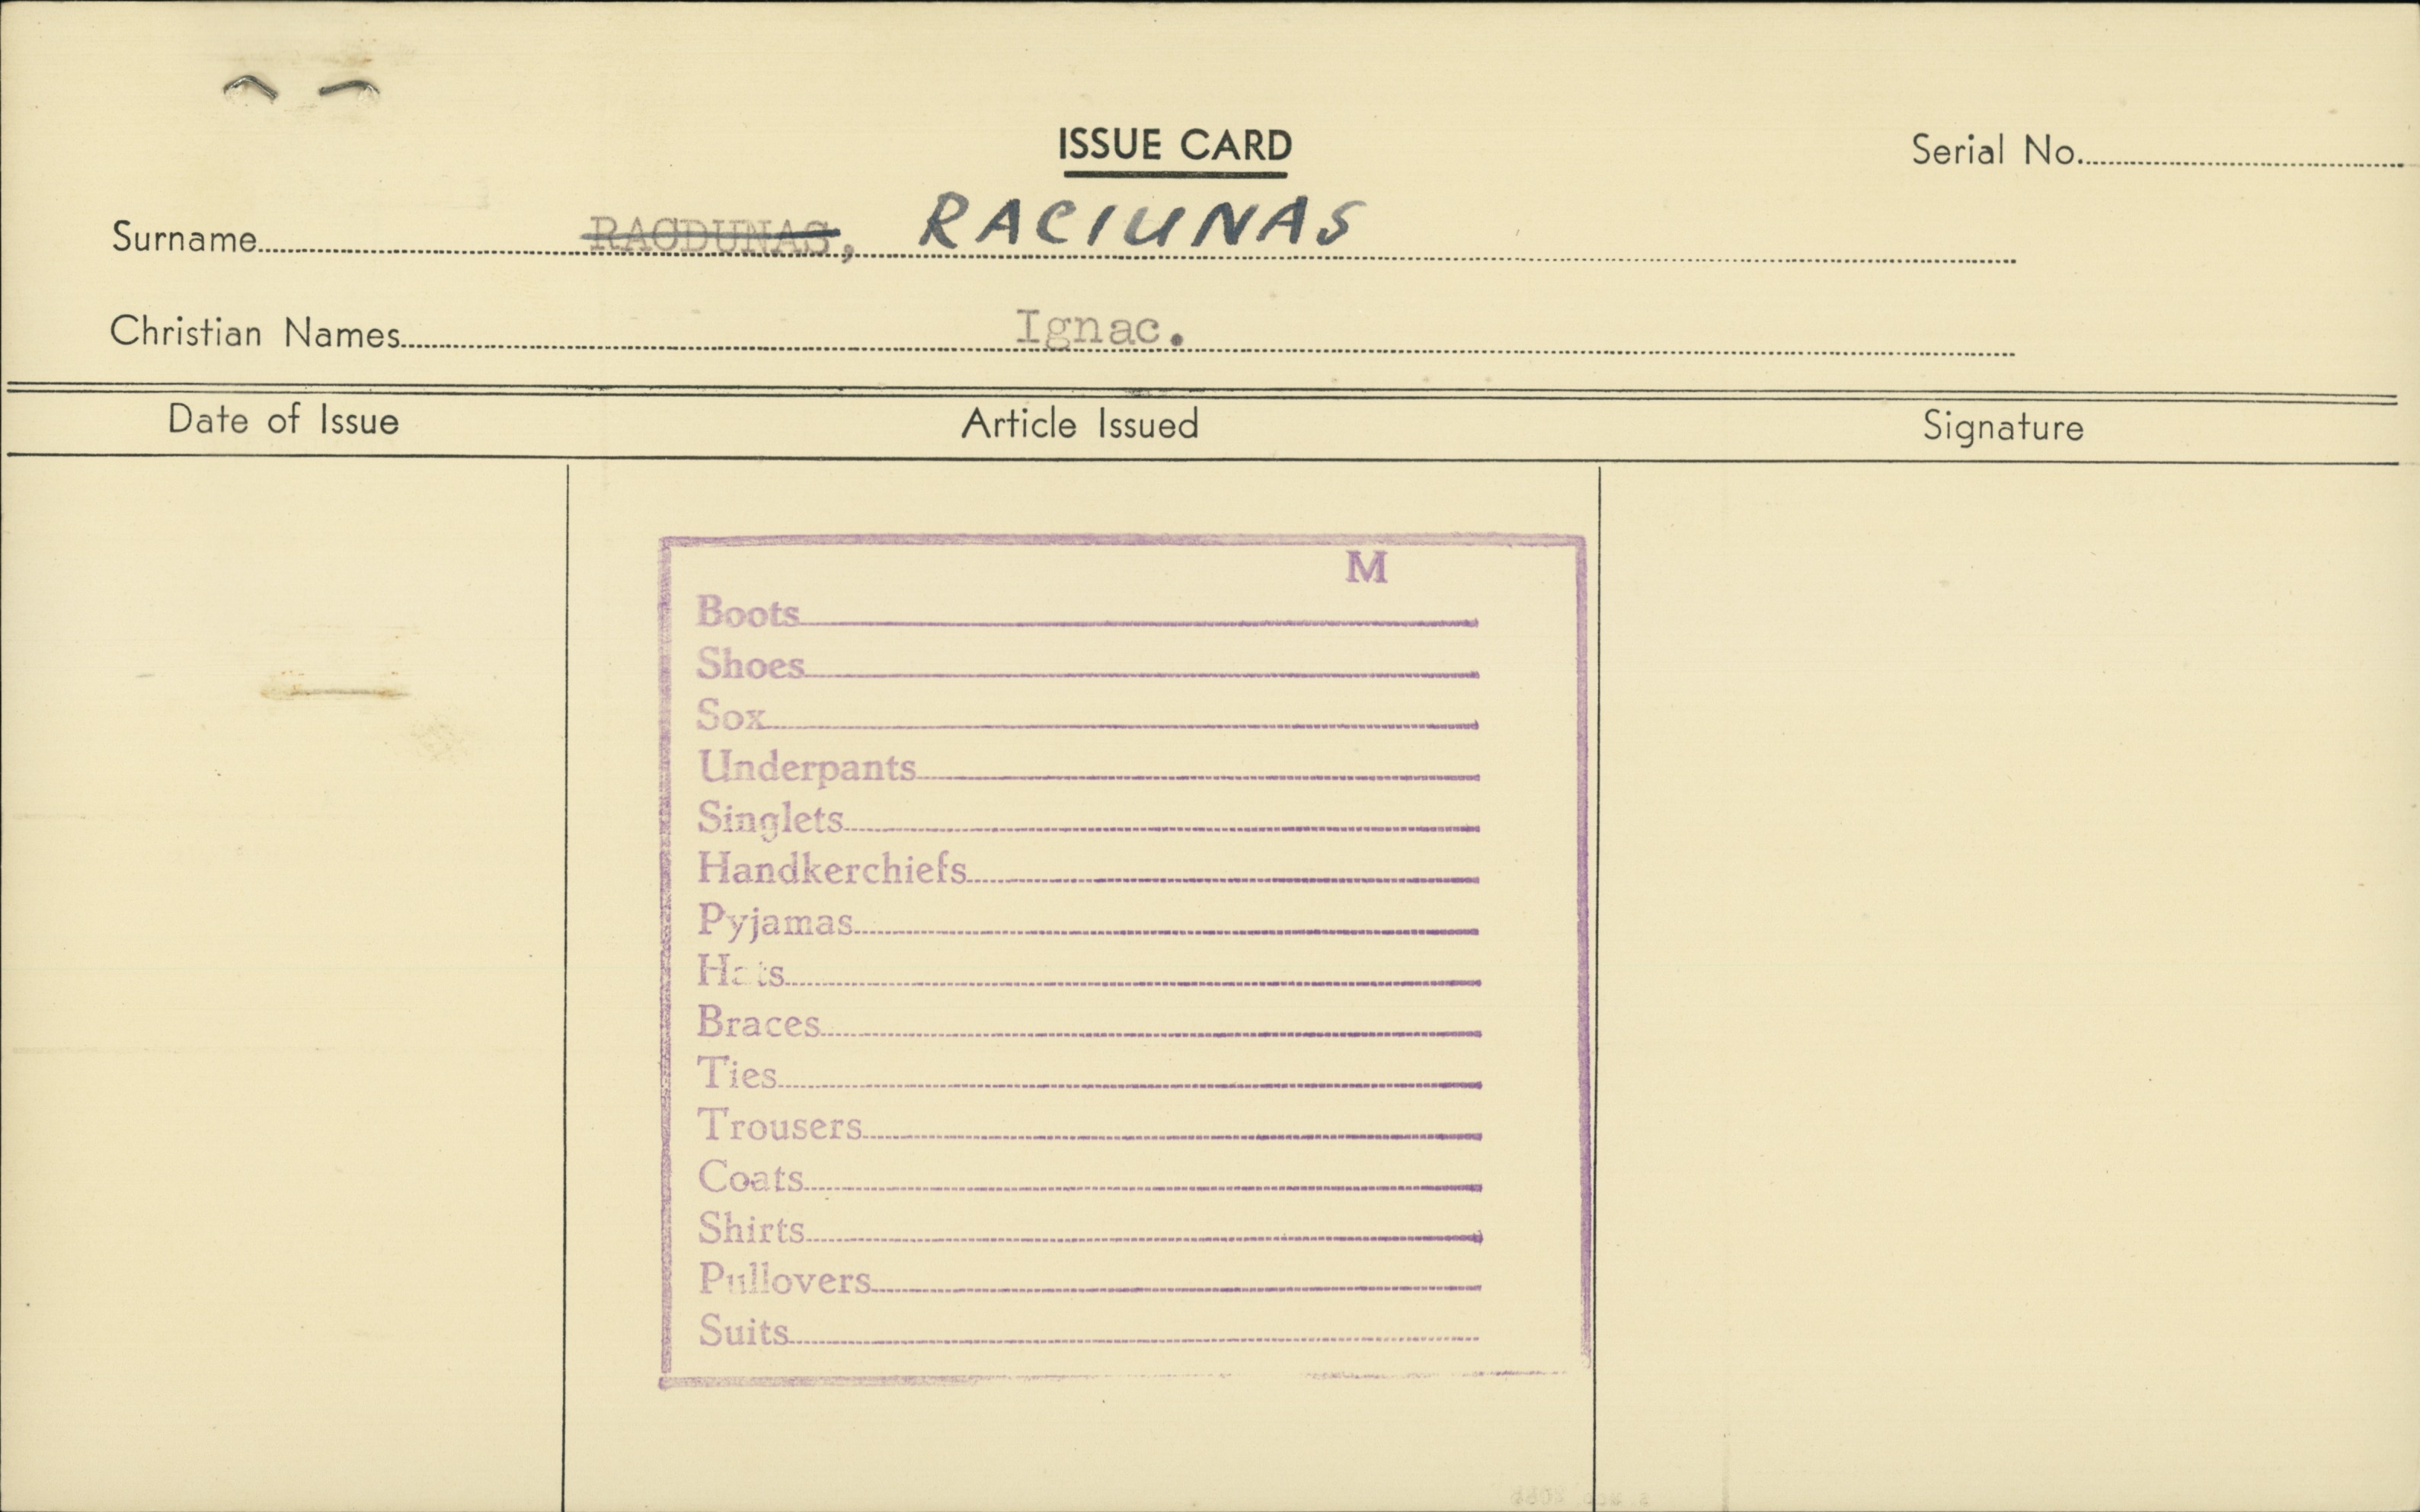 ISSUE CARD
Serial No.
Surname RACDUNAS, RACIUNAS
Christian Names Ignac.
Date of Issue Article Issued Signature
M
Boots
Shoes
Sox
Underpants
Singlets
Handkerchiefs
Pyjamas
Hats
Braces
Ties
Trousers
Coats
Shirts
Pullovers
Suits